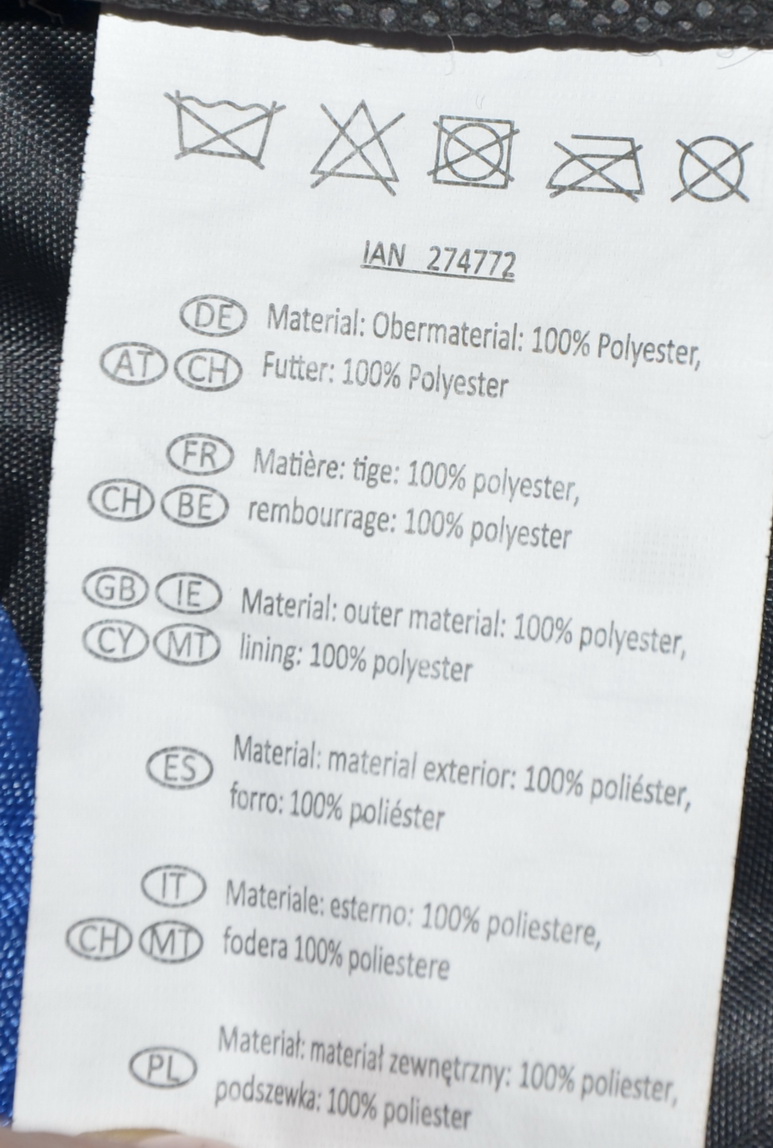 IAN 274772
DE Material: Obermaterial: 100% Polyester,
AT CH Futter: 100% Polyester
FR Matière: tige: 100% polyester,
CH BE rembourrage: 100% polyester
GB IE Material: outer material: 100% polyester,
CY MT lining: 100% polyester
ES Material: material exterior: 100% poliéster,
forro: 100% poliéster
IT Materiale: esterno: 100% poliestere,
CH MT fodera 100% poliestere
PL Materiał: materiał zewnętrzny: 100% poliester,
podszewka: 100% poliester